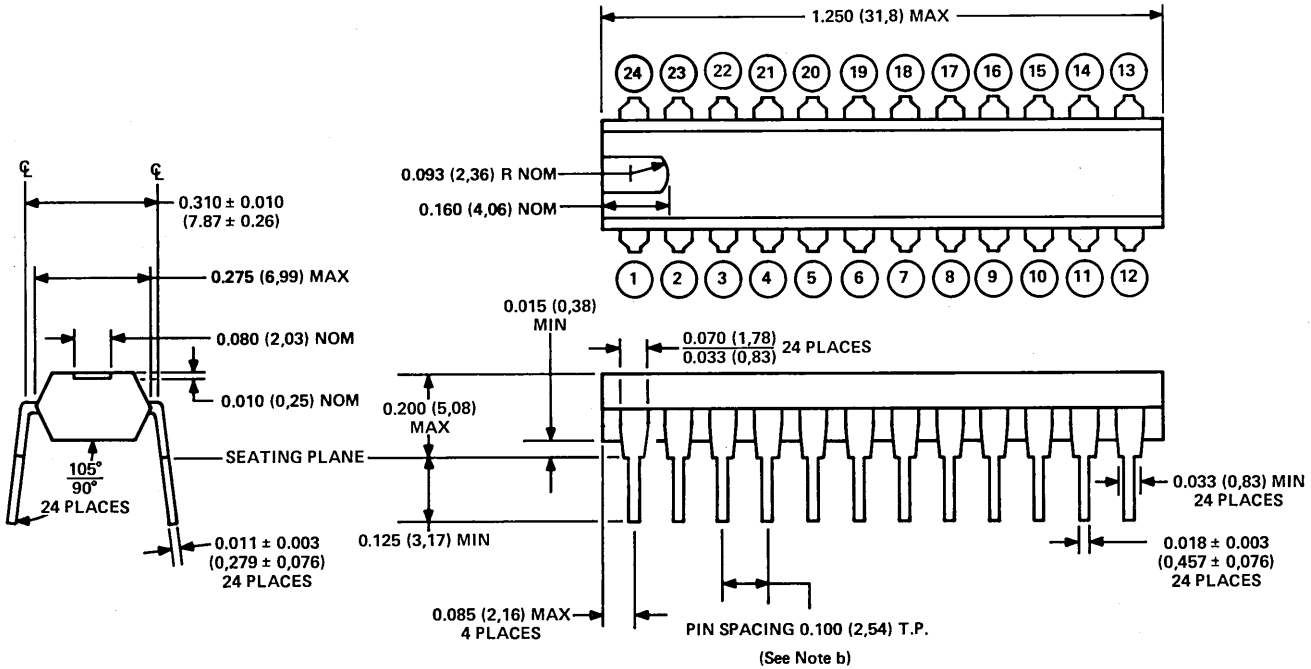 1.250 (31,8) MAX
24 23 22 21 20 19 18 17 16 15 14 13
0.093 (2,36) R NOM
0.160 (4,06) NOM
1 2 3 4 5 6 7 8 9 10 11 12
℄ ℄
0.310 ± 0.010
(7.87 ± 0.26)
0.275 (6,99) MAX
0.080 (2,03) NOM
0.010 (0,25) NOM
105°
90°
24 PLACES
SEATING PLANE
0.011 ± 0.003
(0,279 ± 0,076)
24 PLACES
0.015 (0,38)
MIN
0.070 (1,78)
0.033 (0,83)
24 PLACES
0.200 (5,08)
MAX
0.125 (3,17) MIN
0.033 (0,83) MIN
24 PLACES
0.018 ± 0.003
(0,457 ± 0,076)
24 PLACES
0.085 (2,16) MAX
4 PLACES
PIN SPACING 0.100 (2,54) T.P.
(See Note b)